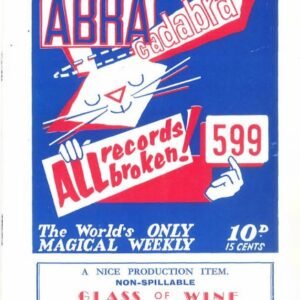 ABRA
cadabra
ALL records
broken!
599
The World's ONLY
MAGICAL WEEKLY
10D
15 CENTS
A NICE PRODUCTION ITEM.
NON-SPILLABLE
GLASS OF WINE